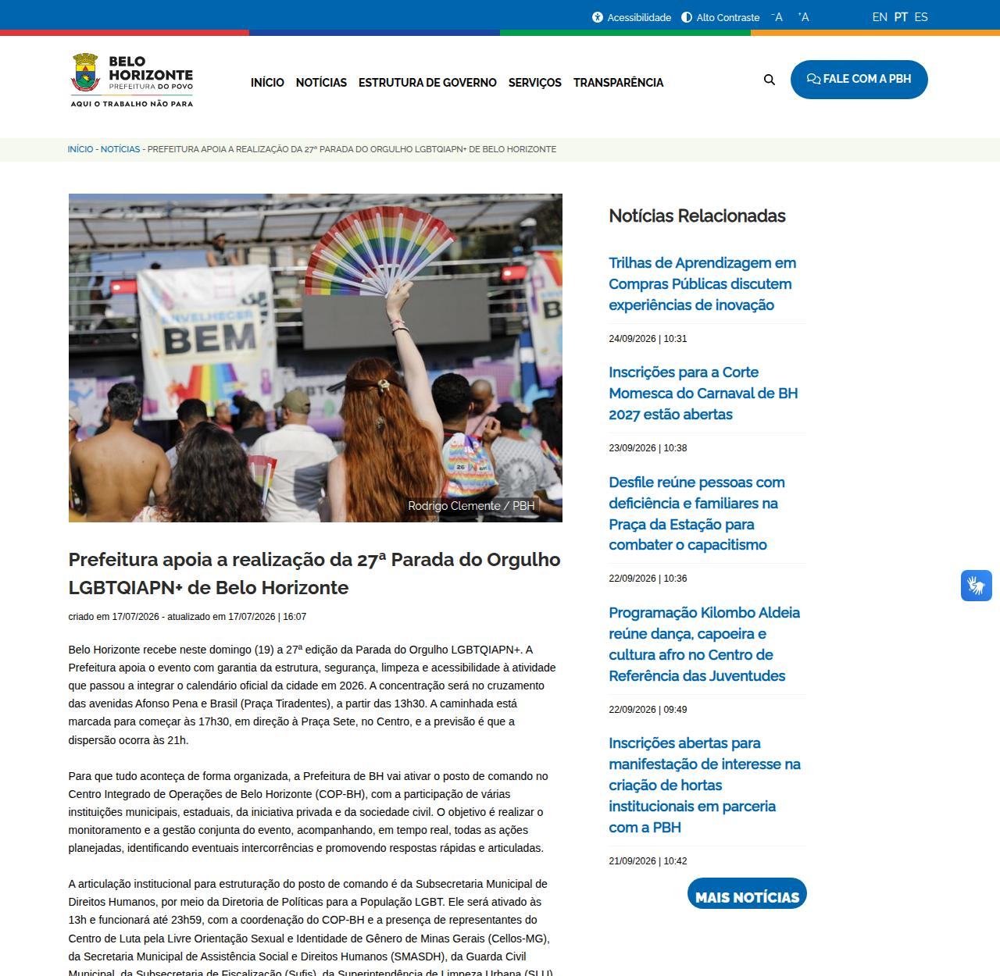 Acessibilidade Alto Contraste -A +A EN PT ES
BELO
HORIZONTE
PREFEITURA DO POVO
AQUI O TRABALHO NÃO PARA
INÍCIO NOTÍCIAS ESTRUTURA DE GOVERNO SERVIÇOS TRANSPARÊNCIA
FALE COM A PBH
INÍCIO - NOTÍCIAS - PREFEITURA APOIA A REALIZAÇÃO DA 27ª PARADA DO ORGULHO LGBTQIAPN+ DE BELO HORIZONTE
ENVELHECER
BEM
LGBT
B
26
Rodrigo Clemente / PBH
Prefeitura apoia a realização da 27ª Parada do Orgulho
LGBTQIAPN+ de Belo Horizonte
criado em 17/07/2026 - atualizado em 17/07/2026 | 16:07
Belo Horizonte recebe neste domingo (19) a 27ª edição da Parada do Orgulho LGBTQIAPN+. A
Prefeitura apoia o evento com garantia da estrutura, segurança, limpeza e acessibilidade à atividade
que passou a integrar o calendário oficial da cidade em 2026. A concentração será no cruzamento
das avenidas Afonso Pena e Brasil (Praça Tiradentes), a partir das 13h30. A caminhada está
marcada para começar às 17h30, em direção à Praça Sete, no Centro, e a previsão é que a
dispersão ocorra às 21h.
Para que tudo aconteça de forma organizada, a Prefeitura de BH vai ativar o posto de comando no
Centro Integrado de Operações de Belo Horizonte (COP-BH), com a participação de várias
instituições municipais, estaduais, da iniciativa privada e da sociedade civil. O objetivo é realizar o
monitoramento e a gestão conjunta do evento, acompanhando, em tempo real, todas as ações
planejadas, identificando eventuais intercorrências e promovendo respostas rápidas e articuladas.
A articulação institucional para estruturação do posto de comando é da Subsecretaria Municipal de
Direitos Humanos, por meio da Diretoria de Políticas para a População LGBT. Ele será ativado às
13h e funcionará até 23h59, com a coordenação do COP-BH e a presença de representantes do
Centro de Luta pela Livre Orientação Sexual e Identidade de Gênero de Minas Gerais (Cellos-MG),
da Secretaria Municipal de Assistência Social e Direitos Humanos (SMASDH), da Guarda Civil
Municipal, da Subsecretaria de Fiscalização (Sufis), da Superintendência de Limpeza Urbana (SLU),
Notícias Relacionadas
Trilhas de Aprendizagem em
Compras Públicas discutem
experiências de inovação
24/09/2026 | 10:31
Inscrições para a Corte
Momesca do Carnaval de BH
2027 estão abertas
23/09/2026 | 10:38
Desfile reúne pessoas com
deficiência e familiares na
Praça da Estação para
combater o capacitismo
22/09/2026 | 10:36
Programação Kilombo Aldeia
reúne dança, capoeira e
cultura afro no Centro de
Referência das Juventudes
22/09/2026 | 09:49
Inscrições abertas para
manifestação de interesse na
criação de hortas
institucionais em parceria
com a PBH
21/09/2026 | 10:42
MAIS NOTÍCIAS